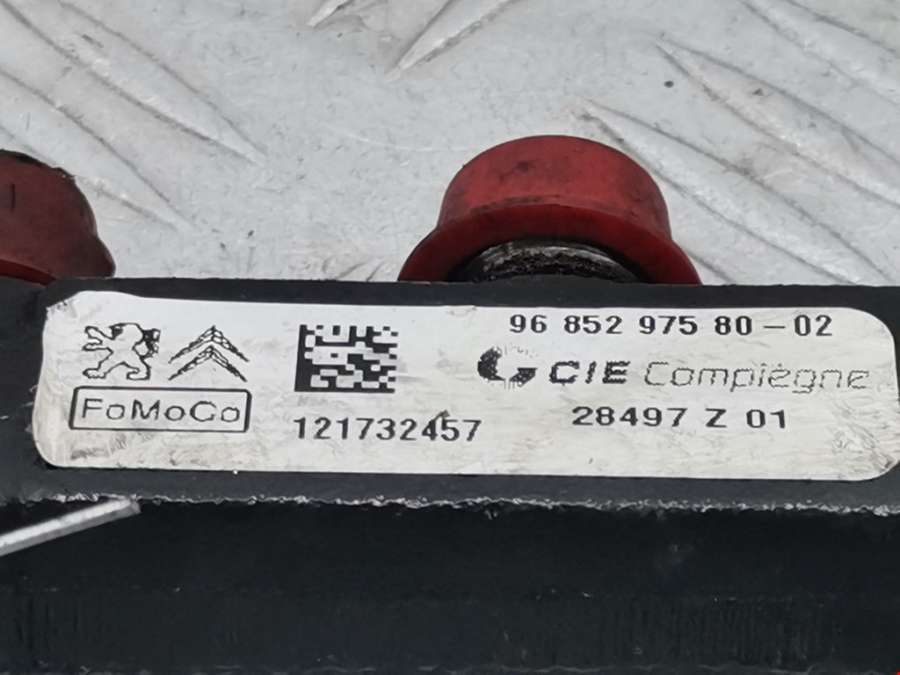 96 852 975 80-02
CIE Compiègne
FoMoCo
121732457
28497 Z 01